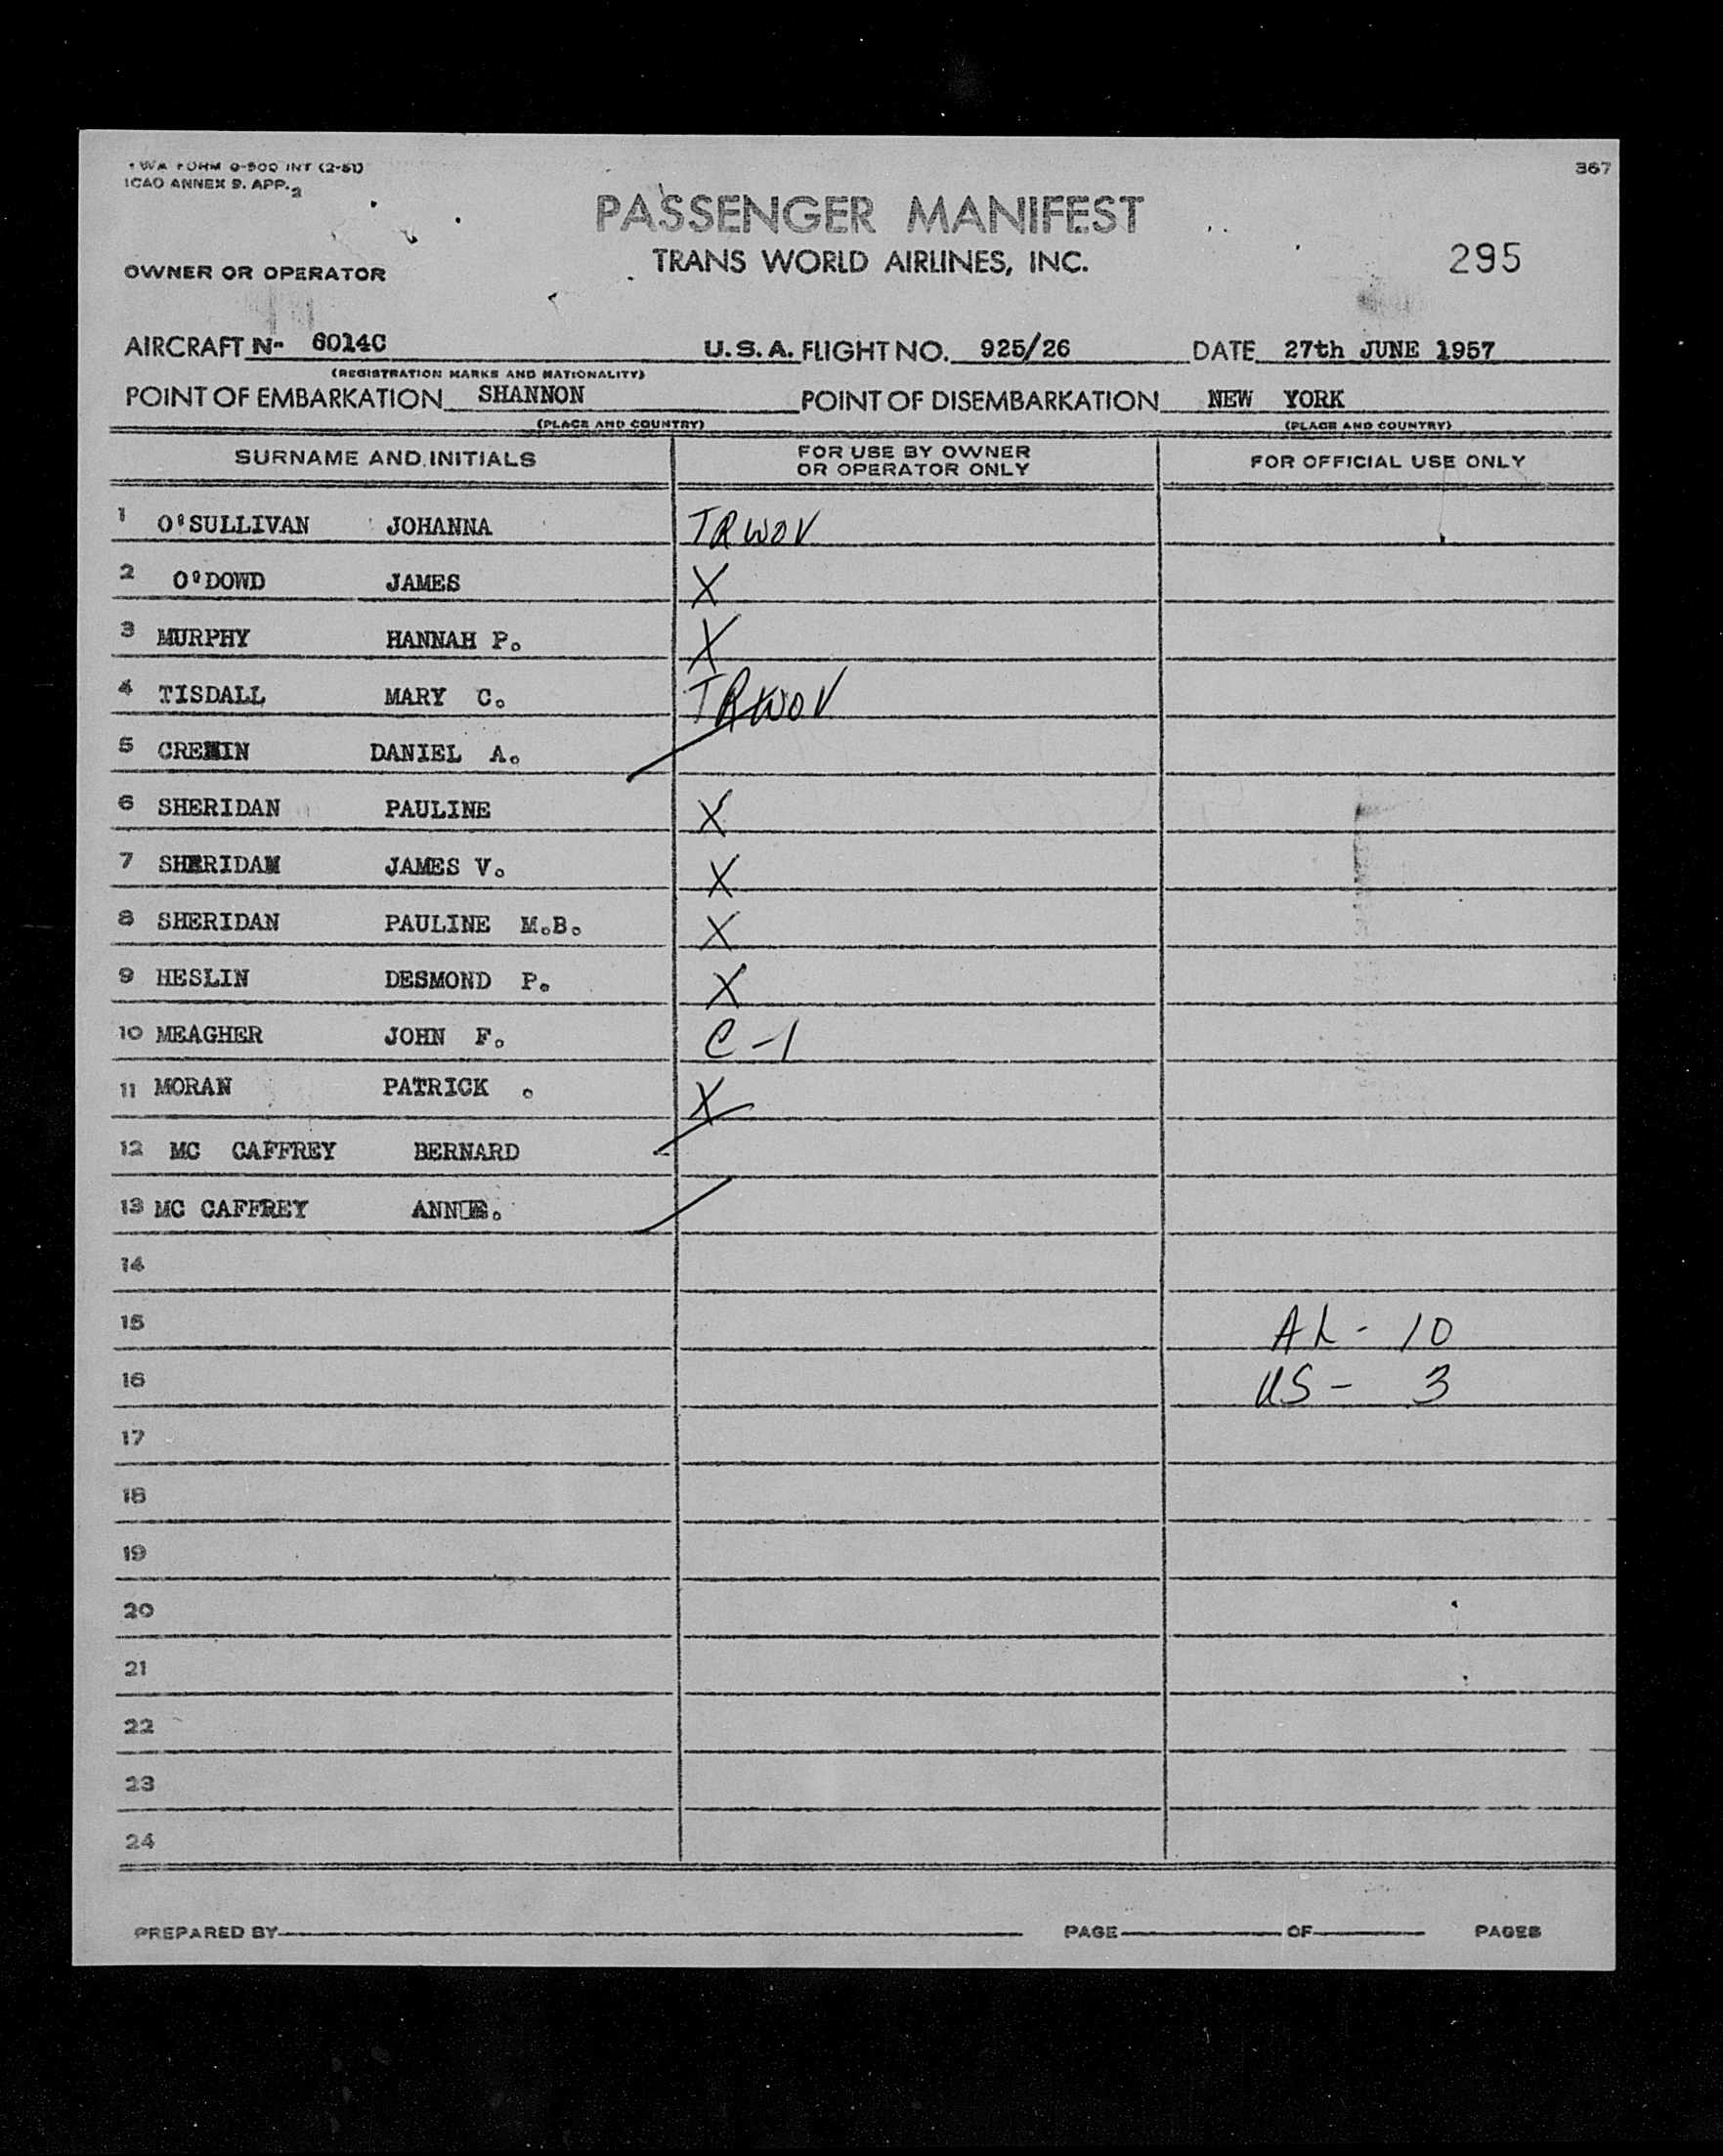 TWA FORM O-900 INT (2-51)
367
ICAO ANNEX 9. APP. 2
PASSENGER MANIFEST
TRANS WORLD AIRLINES, INC.
295
OWNER OR OPERATOR
AIRCRAFT N- 6014C U.S.A. FLIGHT NO. 925/26 DATE 27th JUNE 1957
(REGISTRATION MARKS AND NATIONALITY)
POINT OF EMBARKATION SHANNON POINT OF DISEMBARKATION NEW YORK
(PLACE AND COUNTRY) (PLACE AND COUNTRY)
SURNAME AND INITIALS FOR USE BY OWNER OR OPERATOR ONLY FOR OFFICIAL USE ONLY
1 O'SULLIVAN JOHANNA TRWOV
2 O'DOWD JAMES X
3 MURPHY HANNAH P. X
4 TISDALL MARY C. TRWOV
5 CREMIN DANIEL A.
6 SHERIDAN PAULINE X
7 SHERIDAN JAMES V. X
8 SHERIDAN PAULINE M.B. X
9 HESLIN DESMOND P. X
10 MEAGHER JOHN F. C-1
11 MORAN PATRICK . X
12 MC CAFFREY BERNARD
13 MC CAFFREY
14
15 AL - 10
16 US - 3
17
18
19
20
21
22
23
24
PREPARED BY PAGE OF PAGES